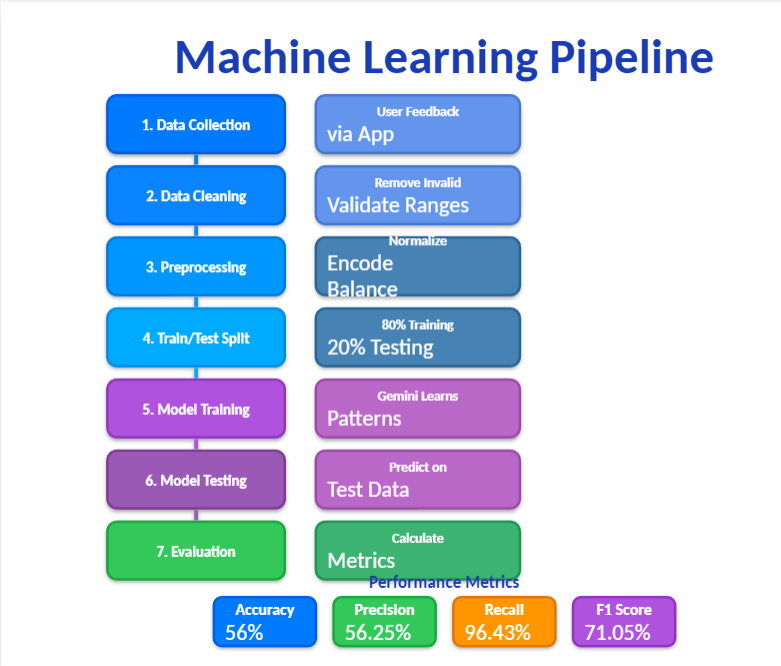 Machine Learning Pipeline
1. Data Collection
User Feedback
via App
2. Data Cleaning
Remove Invalid
Validate Ranges
3. Preprocessing
Normalize
Encode
Balance
4. Train/Test Split
80% Training
20% Testing
5. Model Training
Gemini Learns
Patterns
6. Model Testing
Predict on
Test Data
7. Evaluation
Calculate
Metrics
Performance Metrics
Accuracy
56%
Precision
56.25%
Recall
96.43%
F1 Score
71.05%